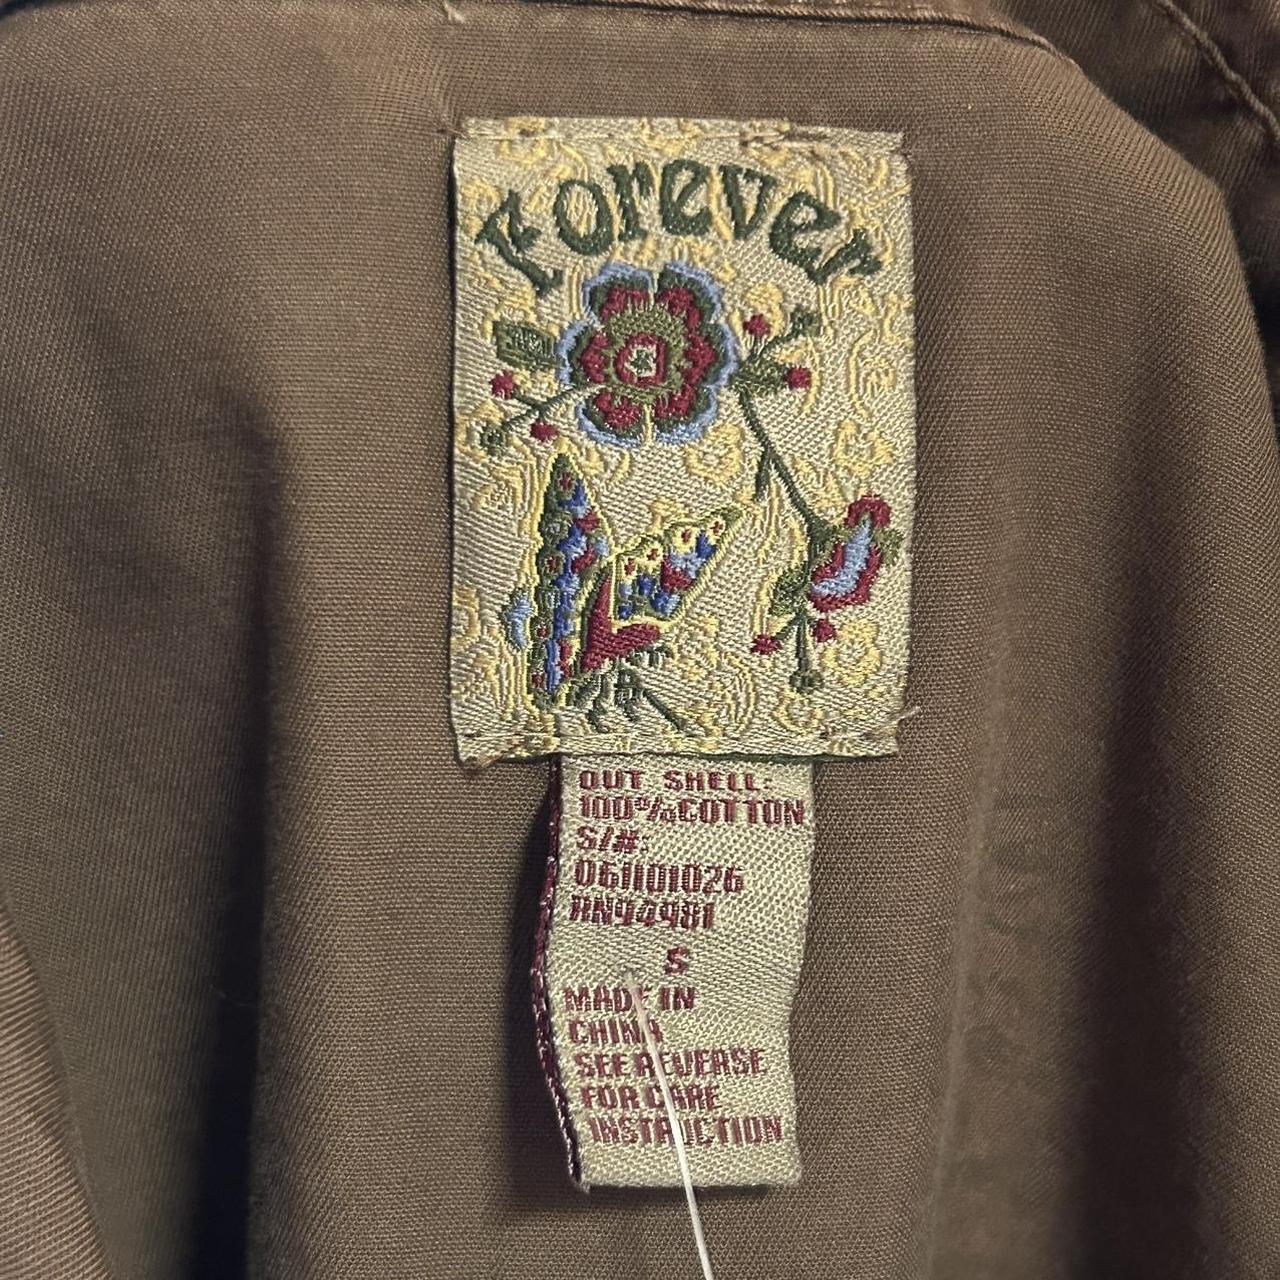 Forever
OUT SHELL:
100%COTTON
S/#:
061101026
RN94981
S
MADE IN
CHINA
SEE REVERSE
FOR CARE
INSTRUCTION